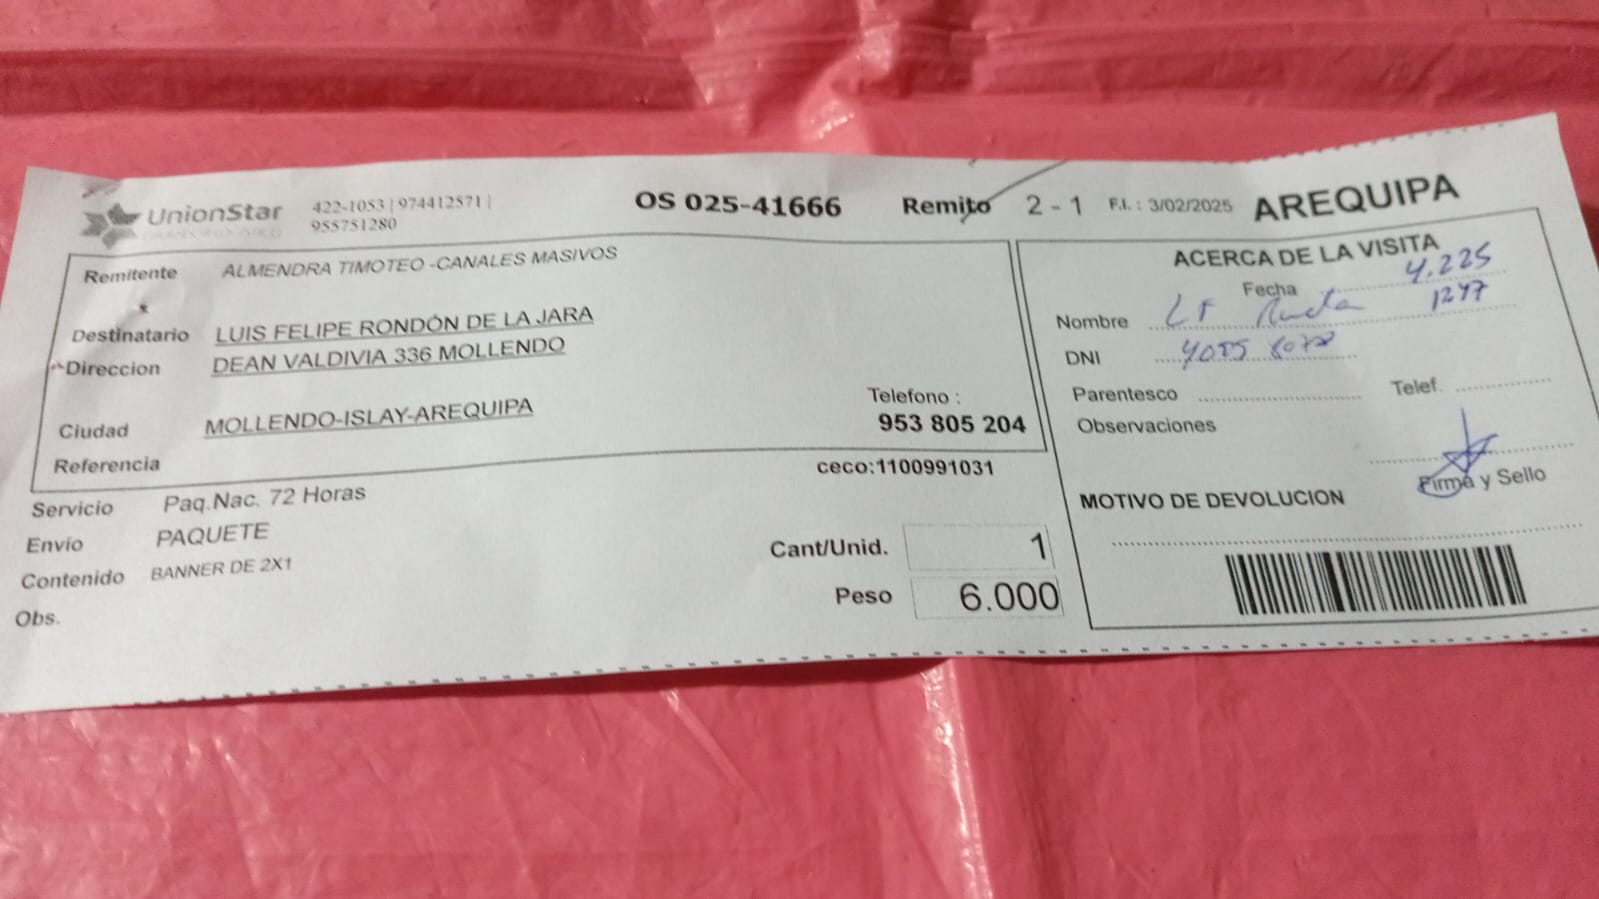 UnionStar
422-1053 | 974412571 |
955751280
OS 025-41666 Remito 2 - 1 F.I. : 3/02/2025 AREQUIPA
Remitente ALMENDRA TIMOTEO -CANALES MASIVOS
Destinatario LUIS FELIPE RONDÓN DE LA JARA
Direccion DEAN VALDIVIA 336 MOLLENDO
Ciudad MOLLENDO-ISLAY-AREQUIPA
Telefono :
953 805 204
Referencia
ceco:1100991031
Servicio Paq.Nac. 72 Horas
Envío PAQUETE
Contenido BANNER DE 2X1
Obs.
Cant/Unid. 1
Peso 6.000
ACERCA DE LA VISITA
Fecha 4.225
Nombre LF
DNI
Parentesco Telef.
Observaciones
Firma y Sello
MOTIVO DE DEVOLUCION